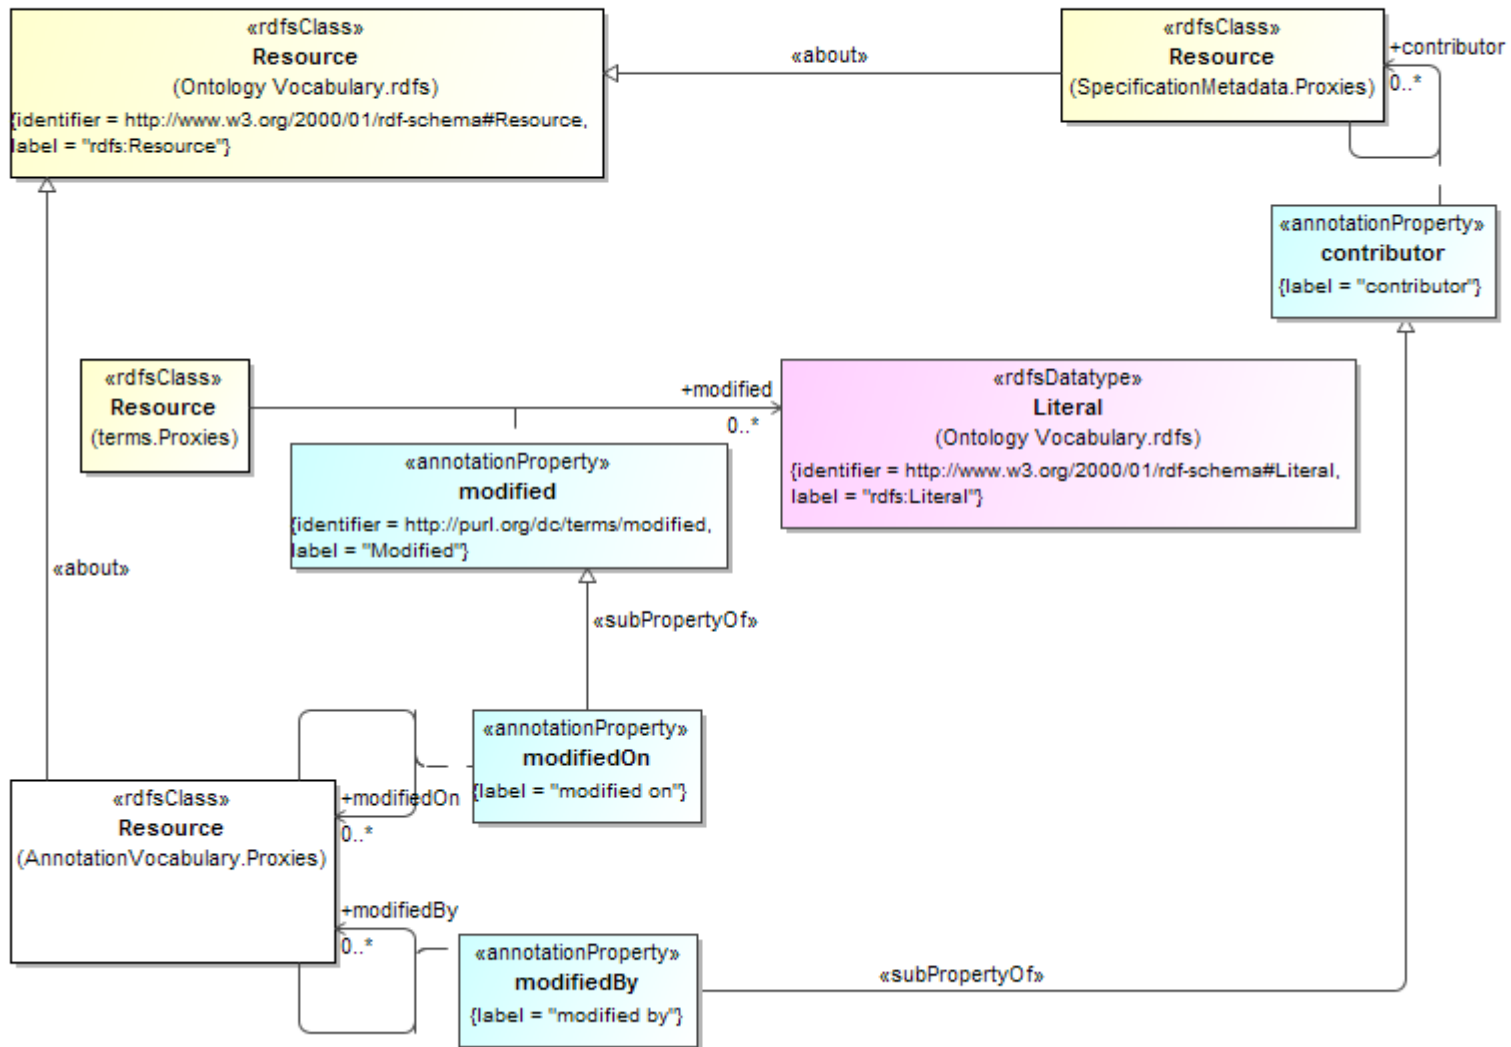 «rdfsClass»
Resource
(Ontology Vocabulary.rdfs)
{identifier = http://www.w3.org/2000/01/rdf-schema#Resource,
label = "rdfs:Resource"}
«about»
«rdfsClass»
Resource
(SpecificationMetadata.Proxies)
+contributor
0..*
«annotationProperty»
contributor
{label = "contributor"}
«rdfsClass»
Resource
(terms.Proxies)
+modified
0..*
«rdfsDatatype»
Literal
(Ontology Vocabulary.rdfs)
{identifier = http://www.w3.org/2000/01/rdf-schema#Literal,
label = "rdfs:Literal"}
«annotationProperty»
modified
{identifier = http://purl.org/dc/terms/modified,
label = "Modified"}
«about»
«subPropertyOf»
«annotationProperty»
modifiedOn
{label = "modified on"}
«rdfsClass»
Resource
(AnnotationVocabulary.Proxies)
+modifiedOn
0..*
+modifiedBy
0..*
«annotationProperty»
modifiedBy
{label = "modified by"}
«subPropertyOf»